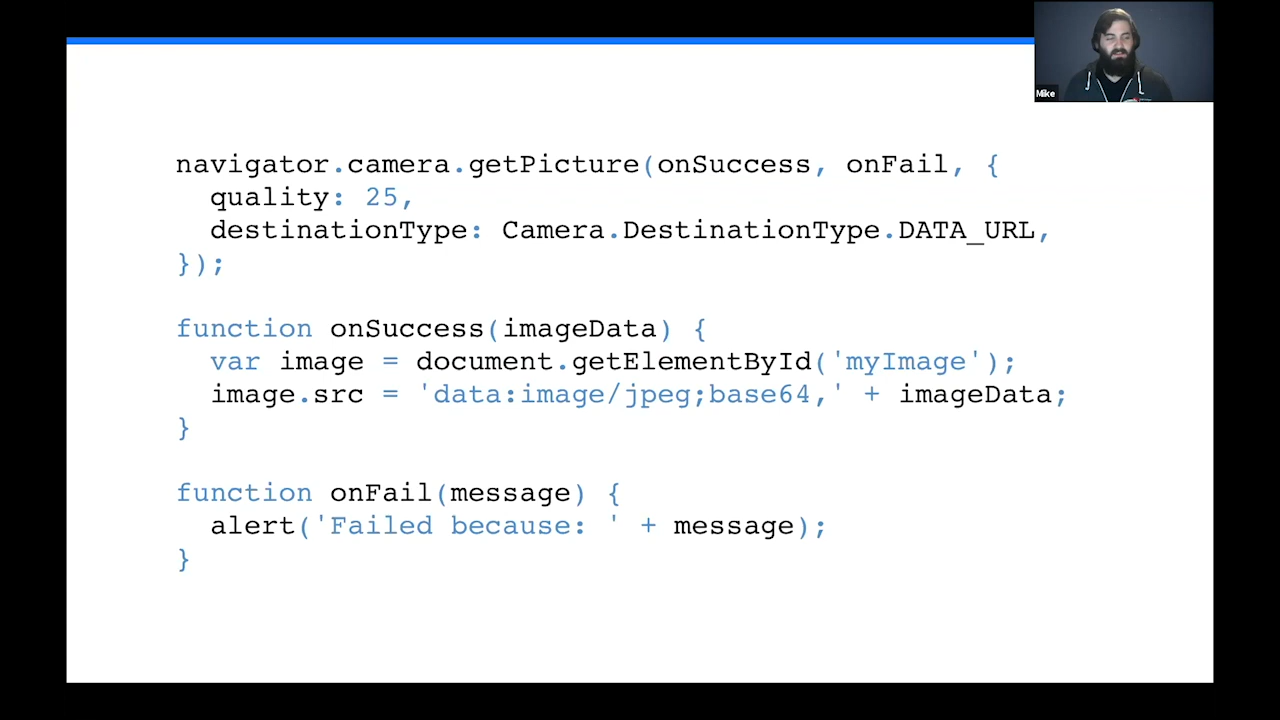 Mike
navigator.camera.getPicture(onSuccess, onFail, {
  quality: 25,
  destinationType: Camera.DestinationType.DATA_URL,
});
function onSuccess(imageData) {
  var image = document.getElementById('myImage');
  image.src = 'data:image/jpeg;base64,' + imageData;
}
function onFail(message) {
  alert('Failed because: ' + message);
}